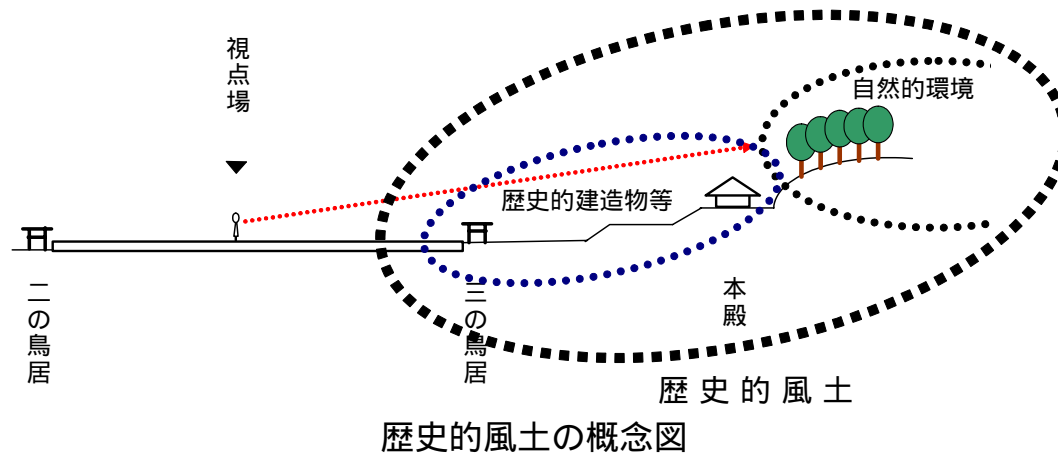 視点場
自然的環境
歴史的建造物等
二の鳥居
三の鳥居
本殿
歴史的風土
歴史的風土の概念図